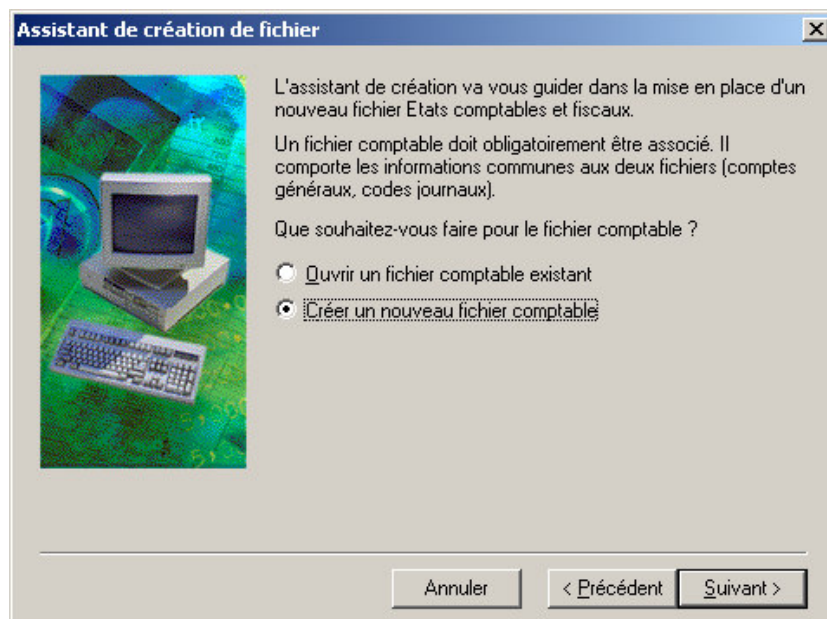 Assistant de création de fichier
L'assistant de création va vous guider dans la mise en place d'un
nouveau fichier Etats comptables et fiscaux.
Un fichier comptable doit obligatoirement être associé. Il
comporte les informations communes aux deux fichiers (comptes
généraux, codes journaux).
Que souhaitez-vous faire pour le fichier comptable ?
Ouvrir un fichier comptable existant
Créer un nouveau fichier comptable
Annuler
< Précédent
Suivant >